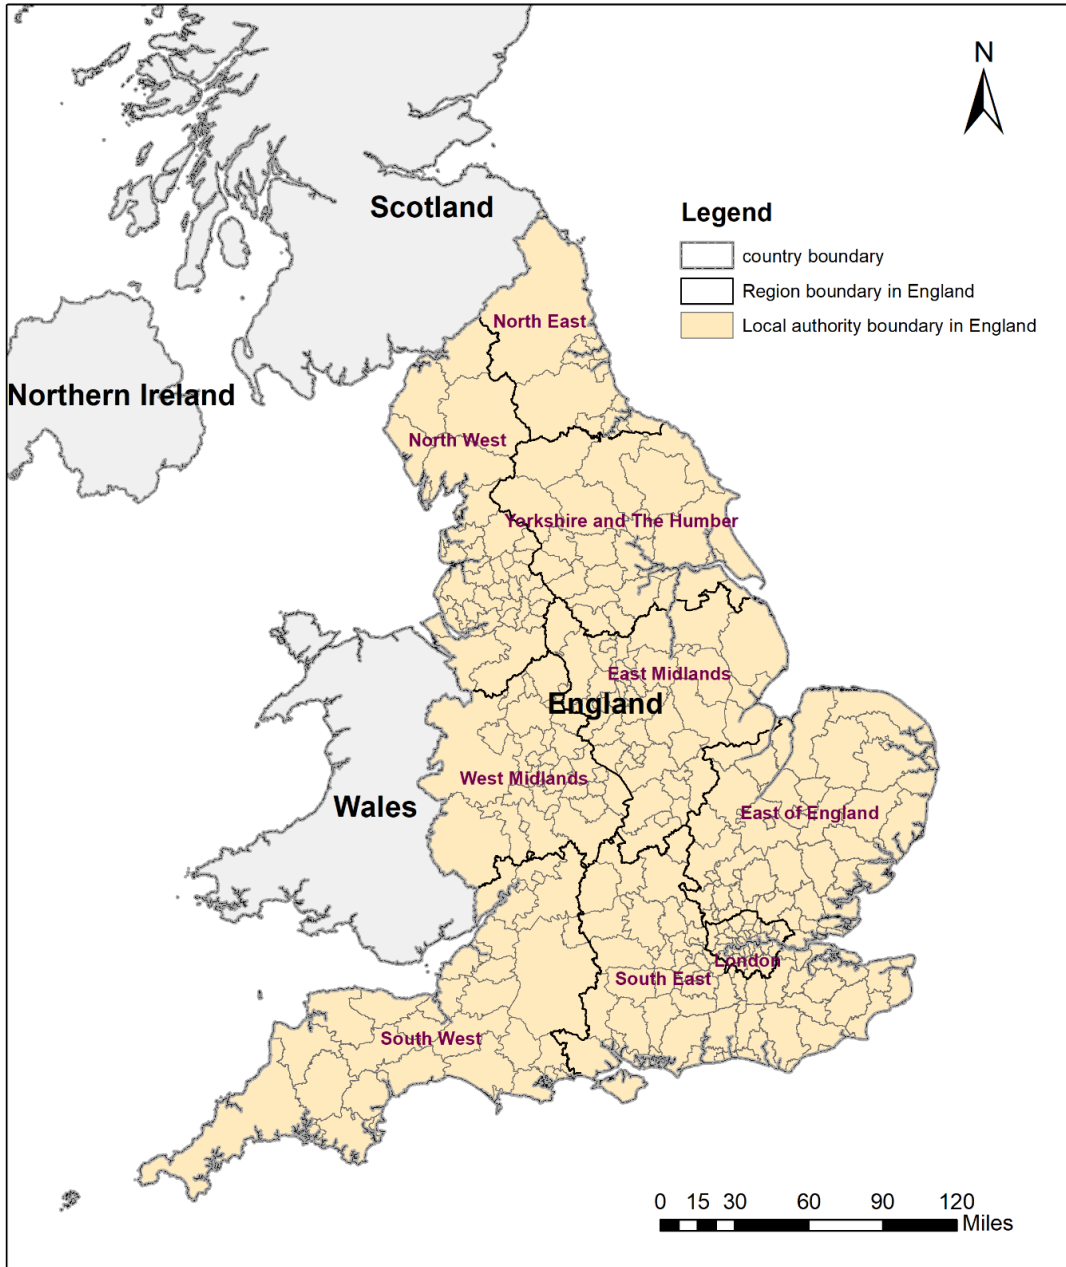 N
Scotland
Legend
country boundary
Region boundary in England
Local authority boundary in England
North East
Northern Ireland
North West
Yorkshire and The Humber
East Midlands
England
West Midlands
Wales
East of England
London
South East
South West
0 15 30 60 90 120
Miles